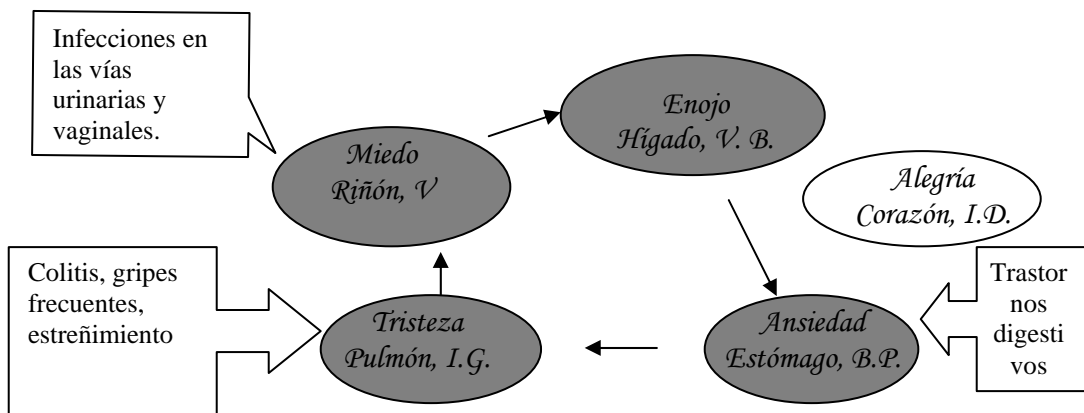 Infecciones en
las vías
urinarias y
vaginales.
Enojo
Hígado, V. B.
Miedo
Riñón, V
Alegría
Corazón, I.D.
Colitis, gripes
frecuentes,
estreñimiento
Tristeza
Pulmón, I.G.
Ansiedad
Estómago, B.P.
Trastor
nos
digesti
vos